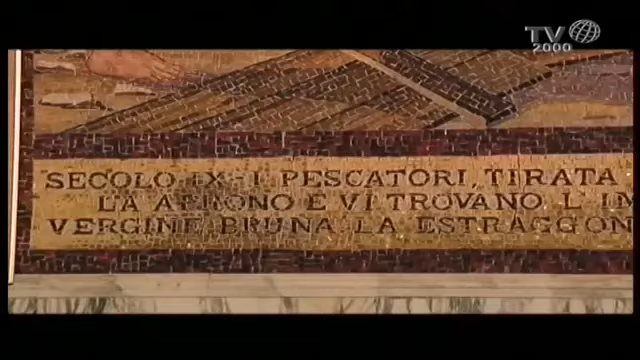 TV
2000
SECOLO IX - I PESCATORI, TIRATA
LA APRONO E VI TROVANO L'IM
VERGINE BRUNA LA ESTRAGGON